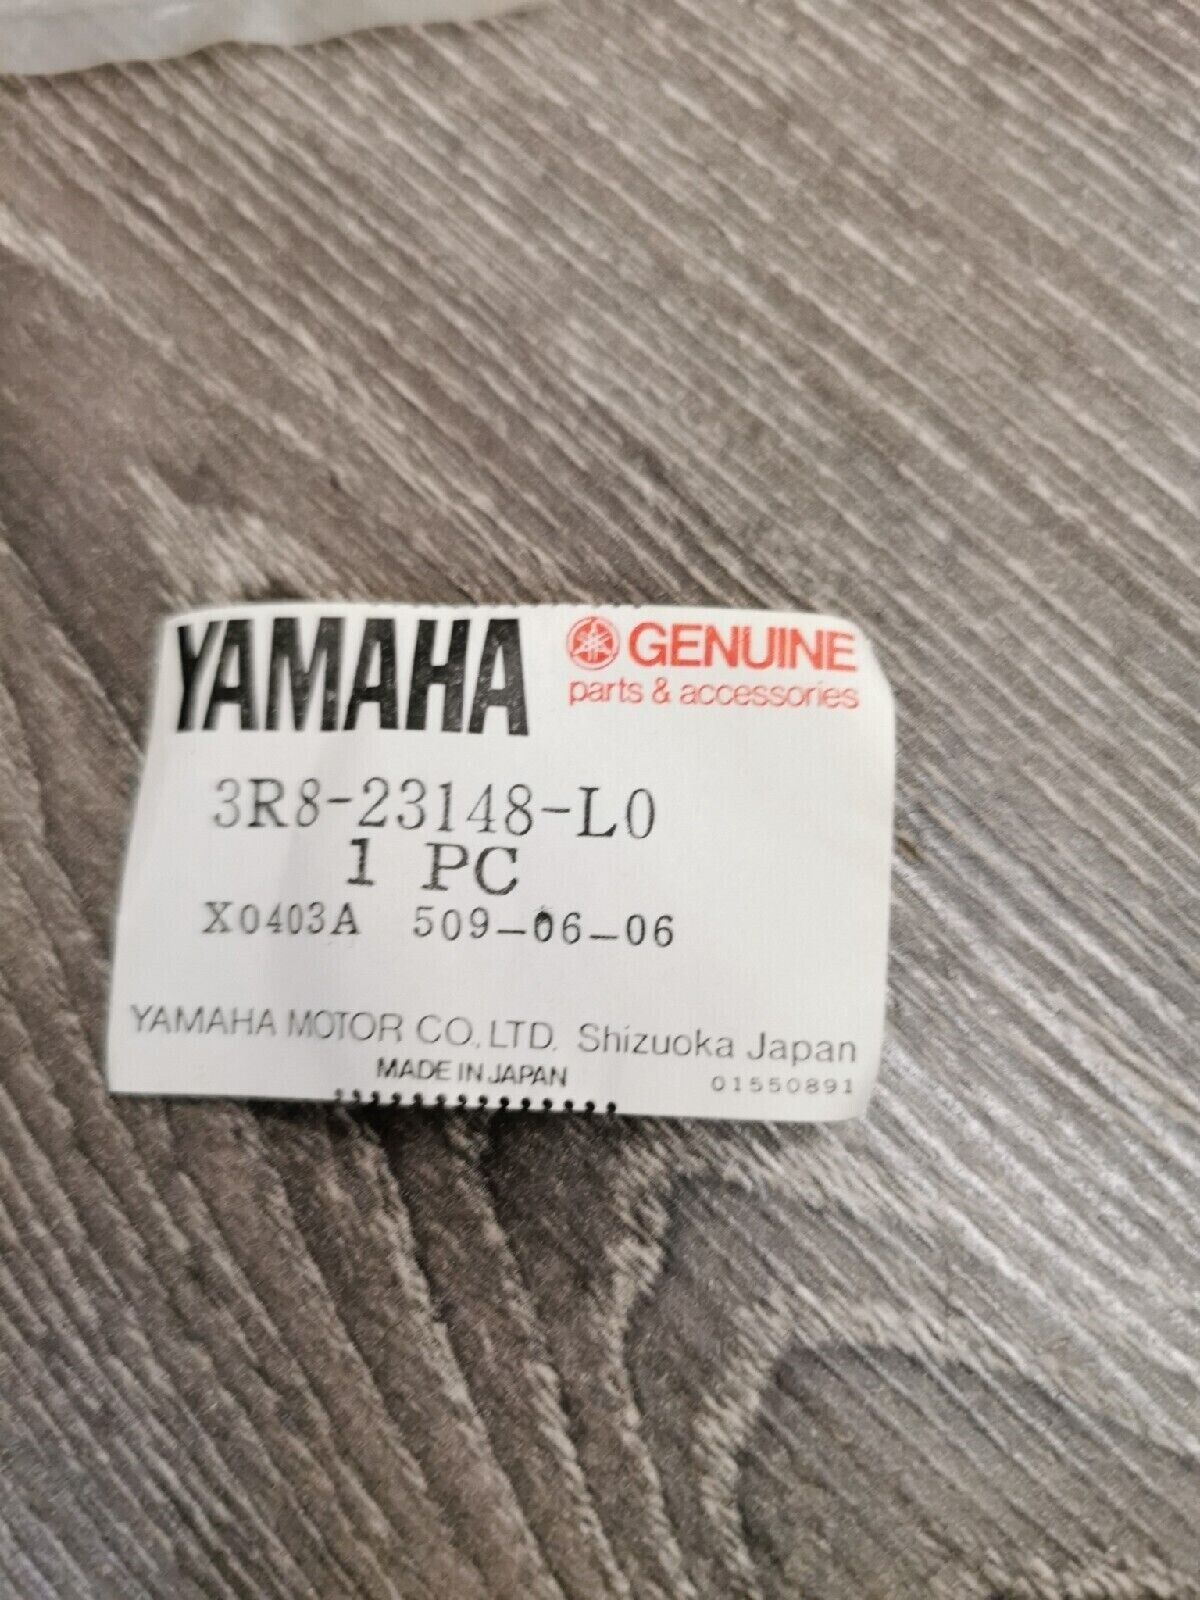 YAMAHA GENUINE
parts & accessories
3R8-23148-L0
1 PC
X0403A 509-06-06
YAMAHA MOTOR CO., LTD. Shizuoka Japan
MADE IN JAPAN 01550891